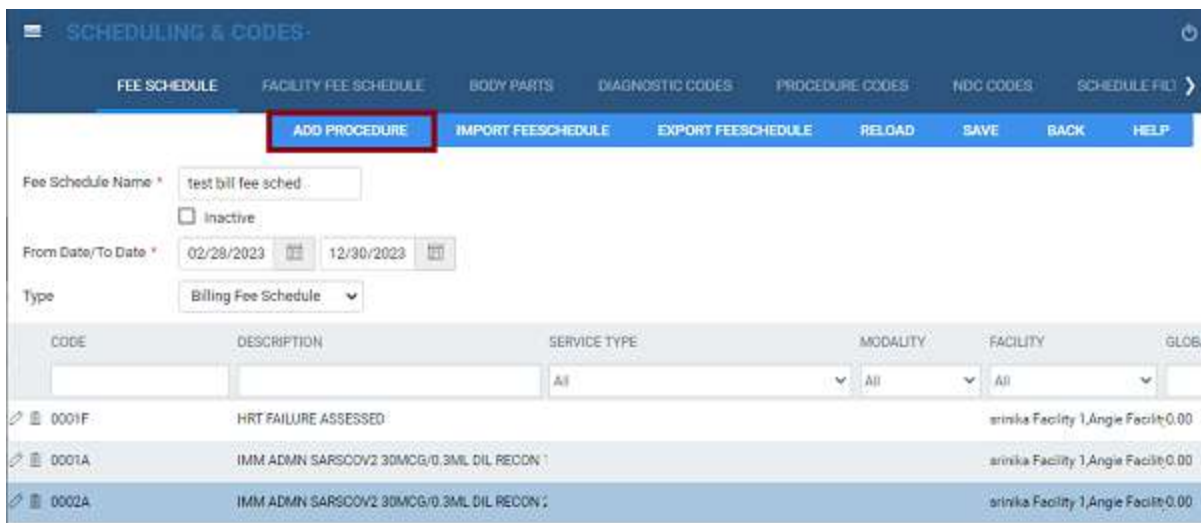 SCHEDULING & CODES-
FEE SCHEDULE FACILITY FEE SCHEDULE BODY PARTS DIAGNOSTIC CODES PROCEDURE CODES NDC CODES SCHEDULE FILT
ADD PROCEDURE IMPORT FEESCHEDULE EXPORT FEESCHEDULE RELOAD SAVE BACK HELP
Fee Schedule Name * test bill fee sched
Inactive
From Date/To Date * 02/28/2023 12/30/2023
Type Billing Fee Schedule
CODE DESCRIPTION SERVICE TYPE MODALITY FACILITY GLOB
All All All
0001F HRT FAILURE ASSESSED srinika Facility 1,Angie Facilit 0.00
0001A IMM ADMN SARSCOV2 30MCG/0.3ML DIL RECON 1 srinika Facility 1,Angie Facilit 0.00
0002A IMM ADMN SARSCOV2 30MCG/0.3ML DIL RECON 2 srinika Facility 1,Angie Facilit 0.00